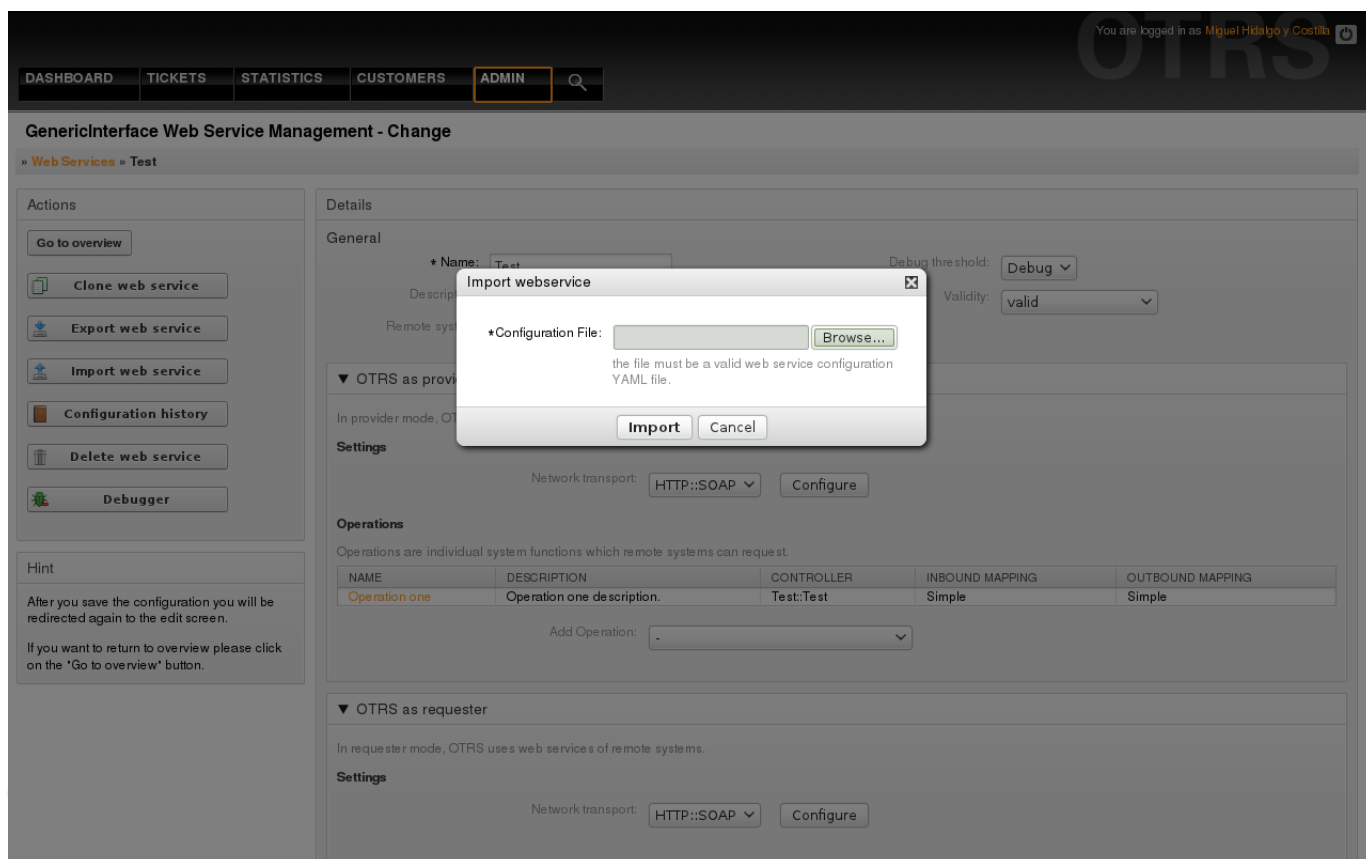 OTRS
You are logged in as Miguel Hidalgo y Costilla
DASHBOARD TICKETS STATISTICS CUSTOMERS ADMIN
GenericInterface Web Service Management - Change
» Web Services » Test
Actions
Go to overview
Clone web service
Export web service
Import web service
Configuration history
Delete web service
Debugger
Hint
After you save the configuration you will be
redirected again to the edit screen.
If you want to return to overview please click
on the "Go to overview" button.
Details
General
* Name: Test
Debug threshold: Debug
Descrip
Validity: valid
Remote syst
Import webservice
*Configuration File: Browse...
the file must be a valid web service configuration
YAML file.
Import Cancel
▼ OTRS as provi
In provider mode, OT
Settings
Network transport: HTTP::SOAP Configure
Operations
Operations are individual system functions which remote systems can request.
NAME DESCRIPTION CONTROLLER INBOUND MAPPING OUTBOUND MAPPING
Operation one Operation one description. Test::Test Simple Simple
Add Operation: -
▼ OTRS as requester
In requester mode, OTRS uses web services of remote systems.
Settings
Network transport: HTTP::SOAP Configure